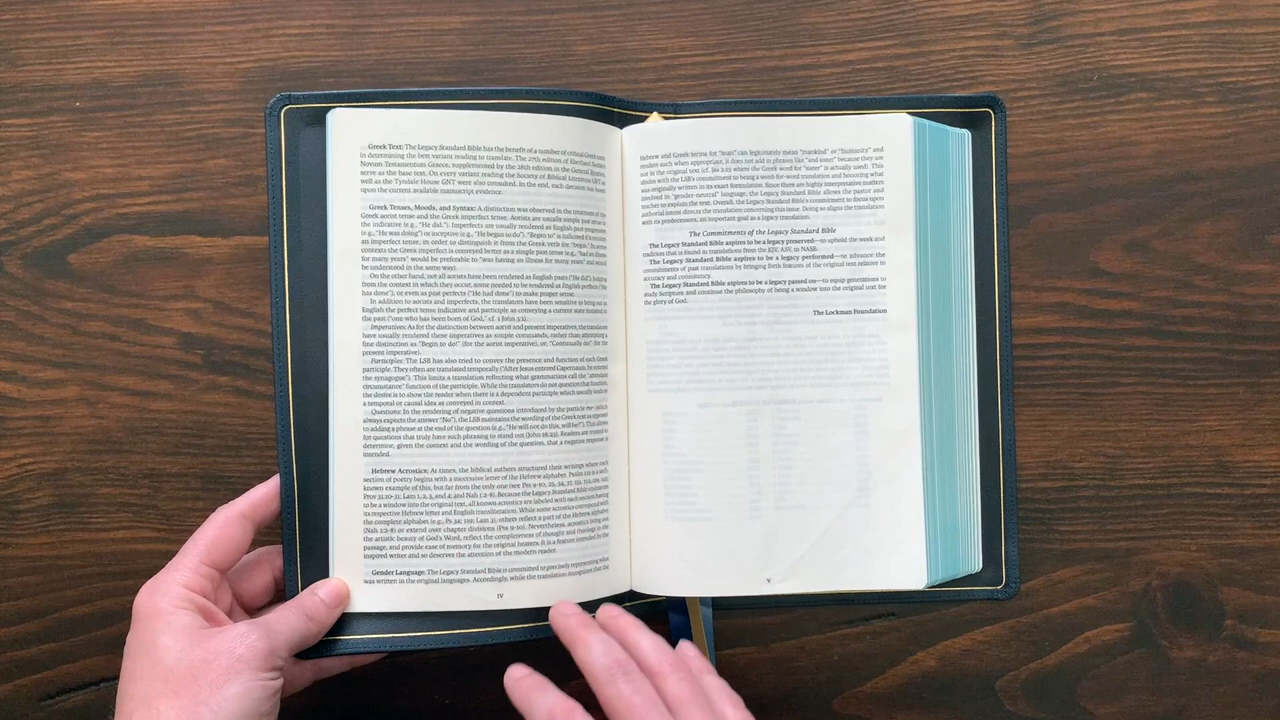 Greek Text: The Legacy Standard Bible has the benefit of a number of critical Greek texts
in determining the best variant reading to translate. The 27th edition of Eberhard Nestle's
Novum Testamentum Graece, supplemented by the 28th edition in the General Epistles,
serve as the base text. On every variant reading the Society of Biblical Literature GNT as
well as the Tyndale House GNT were also consulted. In the end, each decision was based
upon the current available manuscript evidence.
Greek Tenses, Moods, and Syntax: A distinction was observed in the treatment of the
Greek aorist tense and the Greek imperfect tense. Aorists are usually simple past tense in
the indicative (e.g., "He did."). Imperfects are usually rendered as English past progressive
(e.g., "He was doing") or inceptive (e.g., "He began to do"). "Began to" is italicized if it renders
an imperfect tense, in order to distinguish it from the Greek verb for "began." In some
contexts the Greek imperfect is conveyed better as a simple past tense (e.g., "had an illness
for many years" would be preferable to "was having an illness for many years" and would
be understood in the same way).
On the other hand, not all aorists have been rendered as English pasts ("He did"). Judging
from the context in which they occur, some needed to be rendered as English perfects ("He
has done"), or even as past perfects ("He had done") to make proper sense.
In addition to aorists and imperfects, the translators have been sensitive to bring out in
English the perfect tense indicative and participle as conveying a current state initiated in
the past ("one who has been born of God," cf. 1 John 5:1).
Imperatives: As for the distinction between aorist and present imperatives, the translators
have usually rendered these imperatives as simple commands, rather than attempting a
fine distinction as "Begin to do!" (for the aorist imperative), or, "Continually do!" (for the
present imperative).
Participles: The LSB has also tried to convey the presence and function of each Greek
participle. They often are translated temporally ("After Jesus entered Capernaum, he entered
the synagogue"). This limits a translation reflecting what grammarians call the "attendant
circumstance" function of the participle. While the translators do not question that function,
the desire is to show the reader when there is a dependent participle which usually leads to
a temporal or causal idea as conveyed in context.
Questions: In the rendering of negative questions introduced by the particle me- (which
always expects the answer "No"), the LSB maintains the wording of the Greek text as opposed
to adding a phrase at the end of the question (e.g., "He will not do this, will he?"). This allows
for questions that truly have such phrasing to stand out (John 18:25). Readers are trusted to
determine, given the context and the wording of the question, that a negative response is
intended.
Hebrew Acrostics: At times, the biblical authors structured their writings where each
section of poetry begins with a successive letter of the Hebrew alphabet. Psalm 119 is a well-
known example of this, but far from the only one (see Pss 9-10, 25, 34, 37, 111, 112, 119, 145;
Prov 31:10-31; Lam 1, 2, 3, and 4; and Nah 1:2-8). Because the Legacy Standard Bible endeavors
to be a window into the original text, all known acrostics are labeled with each section having
its respective Hebrew letter and English transliteration. While some acrostics correspond with
the complete alphabet (e.g., Ps 34; 119; Lam 3), others reflect a part of the Hebrew alphabet
(Nah 1:2-8) or extend over chapter divisions (Pss 9-10). Nevertheless, acrostics bring out
the artistic beauty of God's Word, reflect the completeness of thought and theology in the
passage, and provide ease of memory for the original hearers. It is a feature intended by the
inspired writer and so deserves the attention of the modern reader.
Gender Language: The Legacy Standard Bible is committed to precisely representing what
was written in the original languages. Accordingly, while the translation recognizes that the
IV
Hebrew and Greek terms for "man" can legitimately mean "mankind" or "humanity" and
renders such when appropriate, it does not add in phrases like "and sister" because they are
not in the original text (cf. Jas 2:15 where the Greek word for "sister" is actually used). This
abides with the LSB's commitment to being a word-for-word translation and honoring what
was originally written in its exact formulation. Since there are highly interpretative matters
involved in "gender-neutral" language, the Legacy Standard Bible allows the pastor and
teacher to explain the text. Overall, the Legacy Standard Bible's commitment to focus upon
authorial intent directs the translation concerning this issue. Doing so aligns the translation
with its predecessors, an important goal as a legacy translation.
The Commitments of the Legacy Standard Bible
The Legacy Standard Bible aspires to be a legacy preserved—to uphold the work and
tradition that is found in translations from the KJV, ASV, to NASB.
The Legacy Standard Bible aspires to be a legacy performed—to advance the
commitments of past translations by bringing forth features of the original text relative to
accuracy and consistency.
The Legacy Standard Bible aspires to be a legacy passed on—to equip generations to
study Scripture and continue the philosophy of being a window into the original text for
the glory of God.
The Lockman Foundation
V